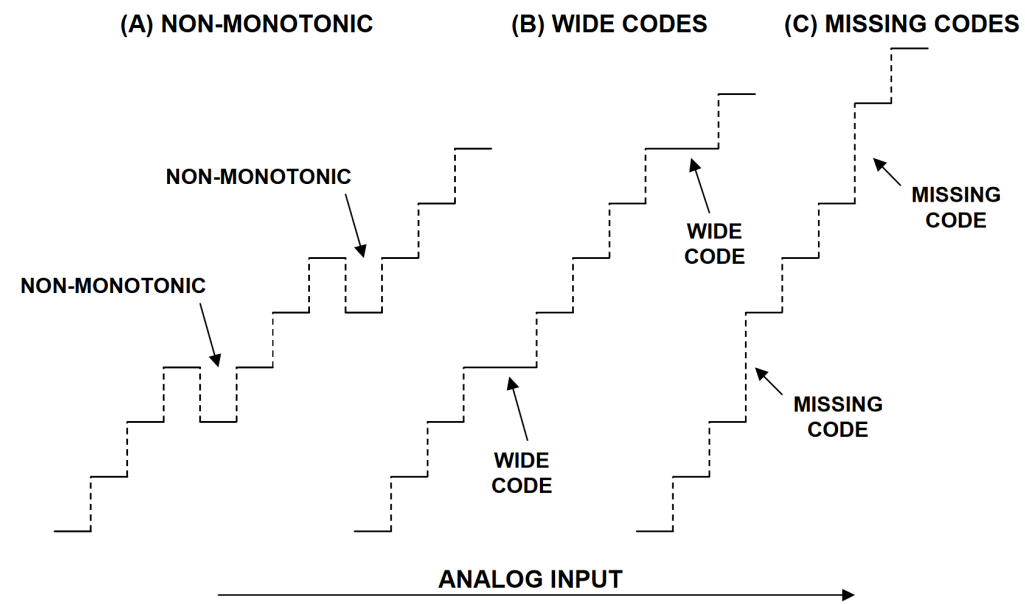 (A) NON-MONOTONIC
(B) WIDE CODES
(C) MISSING CODES
NON-MONOTONIC
NON-MONOTONIC
WIDE
CODE
WIDE
CODE
MISSING
CODE
MISSING
CODE
ANALOG INPUT